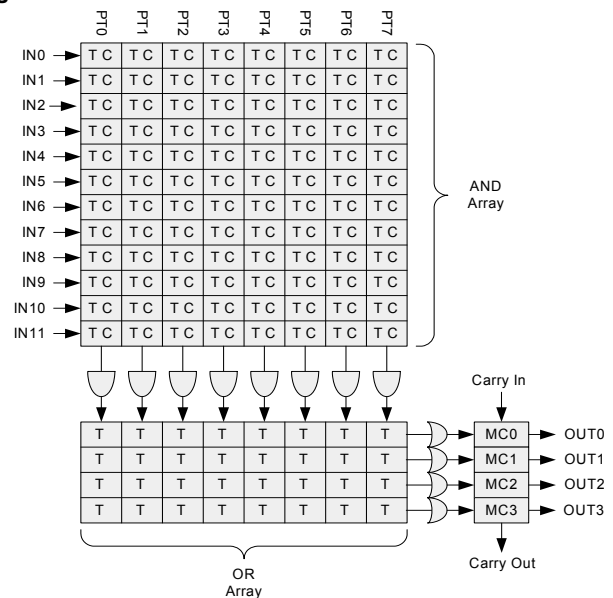 PT0 PT1 PT2 PT3 PT4 PT5 PT6 PT7
IN0 T C T C T C T C T C T C T C T C
IN1 T C T C T C T C T C T C T C T C
IN2 T C T C T C T C T C T C T C T C
IN3 T C T C T C T C T C T C T C T C
IN4 T C T C T C T C T C T C T C T C
IN5 T C T C T C T C T C T C T C T C
IN6 T C T C T C T C T C T C T C T C
IN7 T C T C T C T C T C T C T C T C
IN8 T C T C T C T C T C T C T C T C
IN9 T C T C T C T C T C T C T C T C
IN10 T C T C T C T C T C T C T C T C
IN11 T C T C T C T C T C T C T C T C
AND
Array
Carry In
T T T T T T T T MC0 OUT0
T T T T T T T T MC1 OUT1
T T T T T T T T MC2 OUT2
T T T T T T T T MC3 OUT3
Carry Out
OR
Array